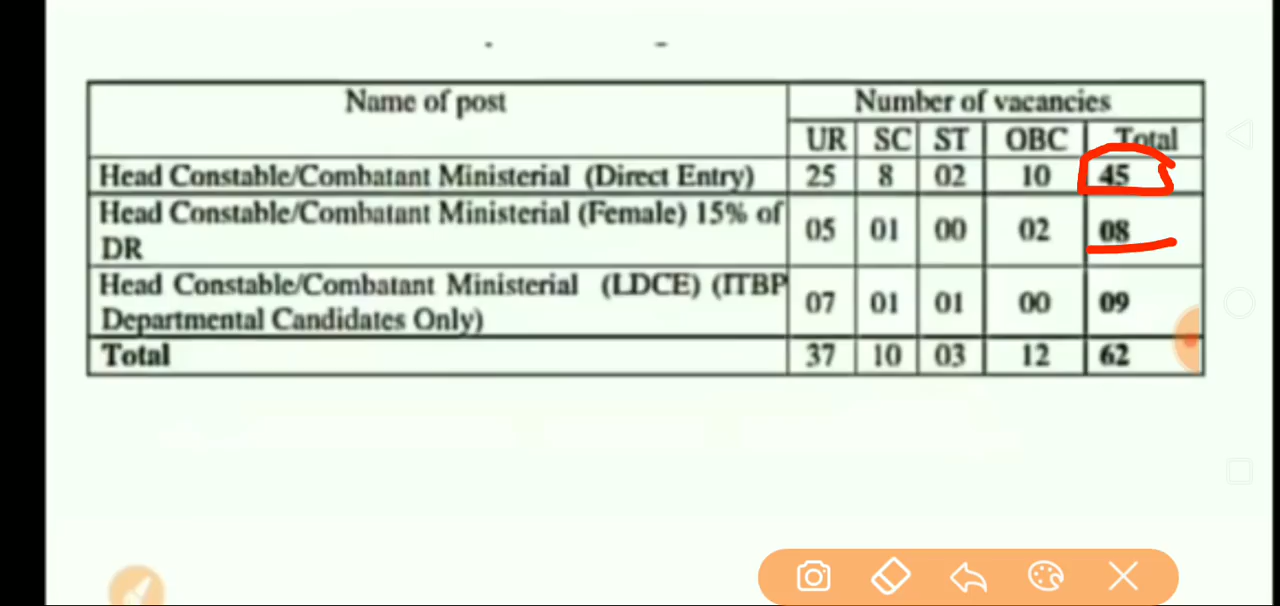 Name of post Number of vacancies
UR SC ST OBC Total
Head Constable/Combatant Ministerial (Direct Entry) 25 8 02 10 45
Head Constable/Combatant Ministerial (Female) 15% of
DR 05 01 00 02 08
Head Constable/Combatant Ministerial (LDCE) (ITBP
Departmental Candidates Only) 07 01 01 00 09
Total 37 10 03 12 62